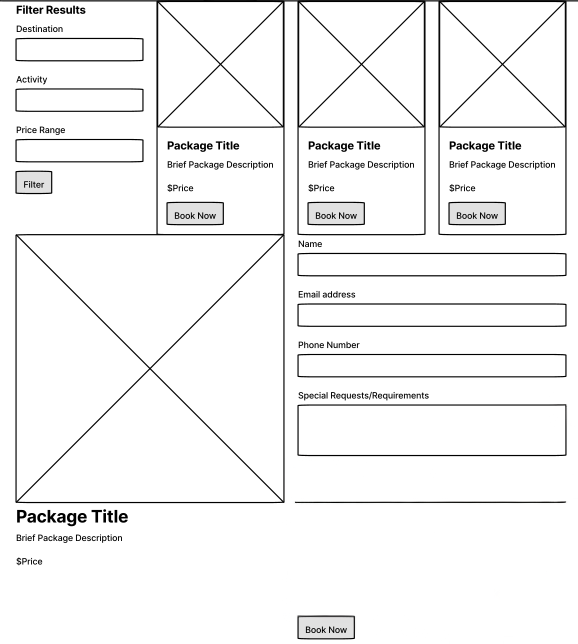 Filter Results
Destination
Activity
Price Range
Filter
Package Title
Brief Package Description
$Price
Book Now
Package Title
Brief Package Description
$Price
Book Now
Package Title
Brief Package Description
$Price
Book Now
Name
Email address
Phone Number
Special Requests/Requirements
Package Title
Brief Package Description
$Price
Book Now